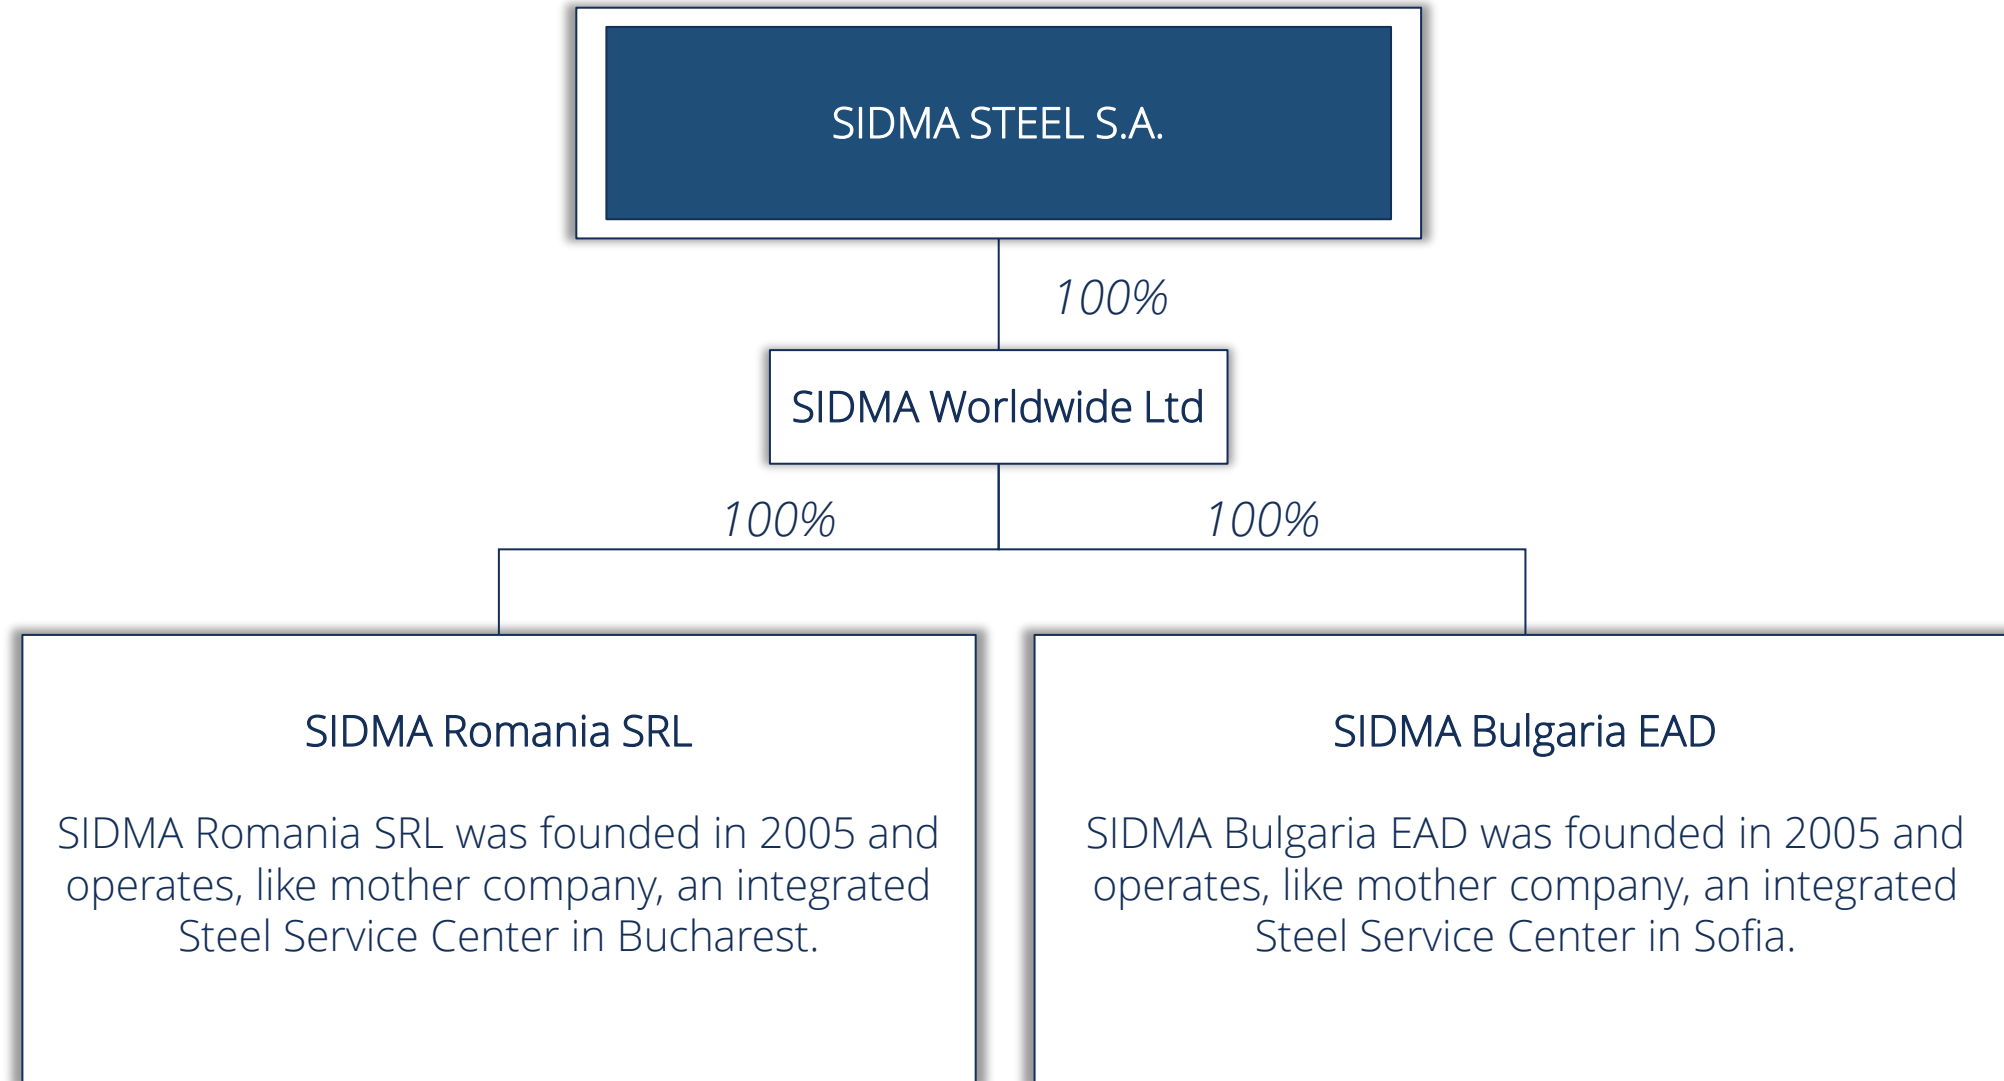 SIDMA STEEL S.A.
100%
SIDMA Worldwide Ltd
100%
100%
SIDMA Romania SRL
SIDMA Romania SRL was founded in 2005 and
operates, like mother company, an integrated
Steel Service Center in Bucharest.
SIDMA Bulgaria EAD
SIDMA Bulgaria EAD was founded in 2005 and
operates, like mother company, an integrated
Steel Service Center in Sofia.